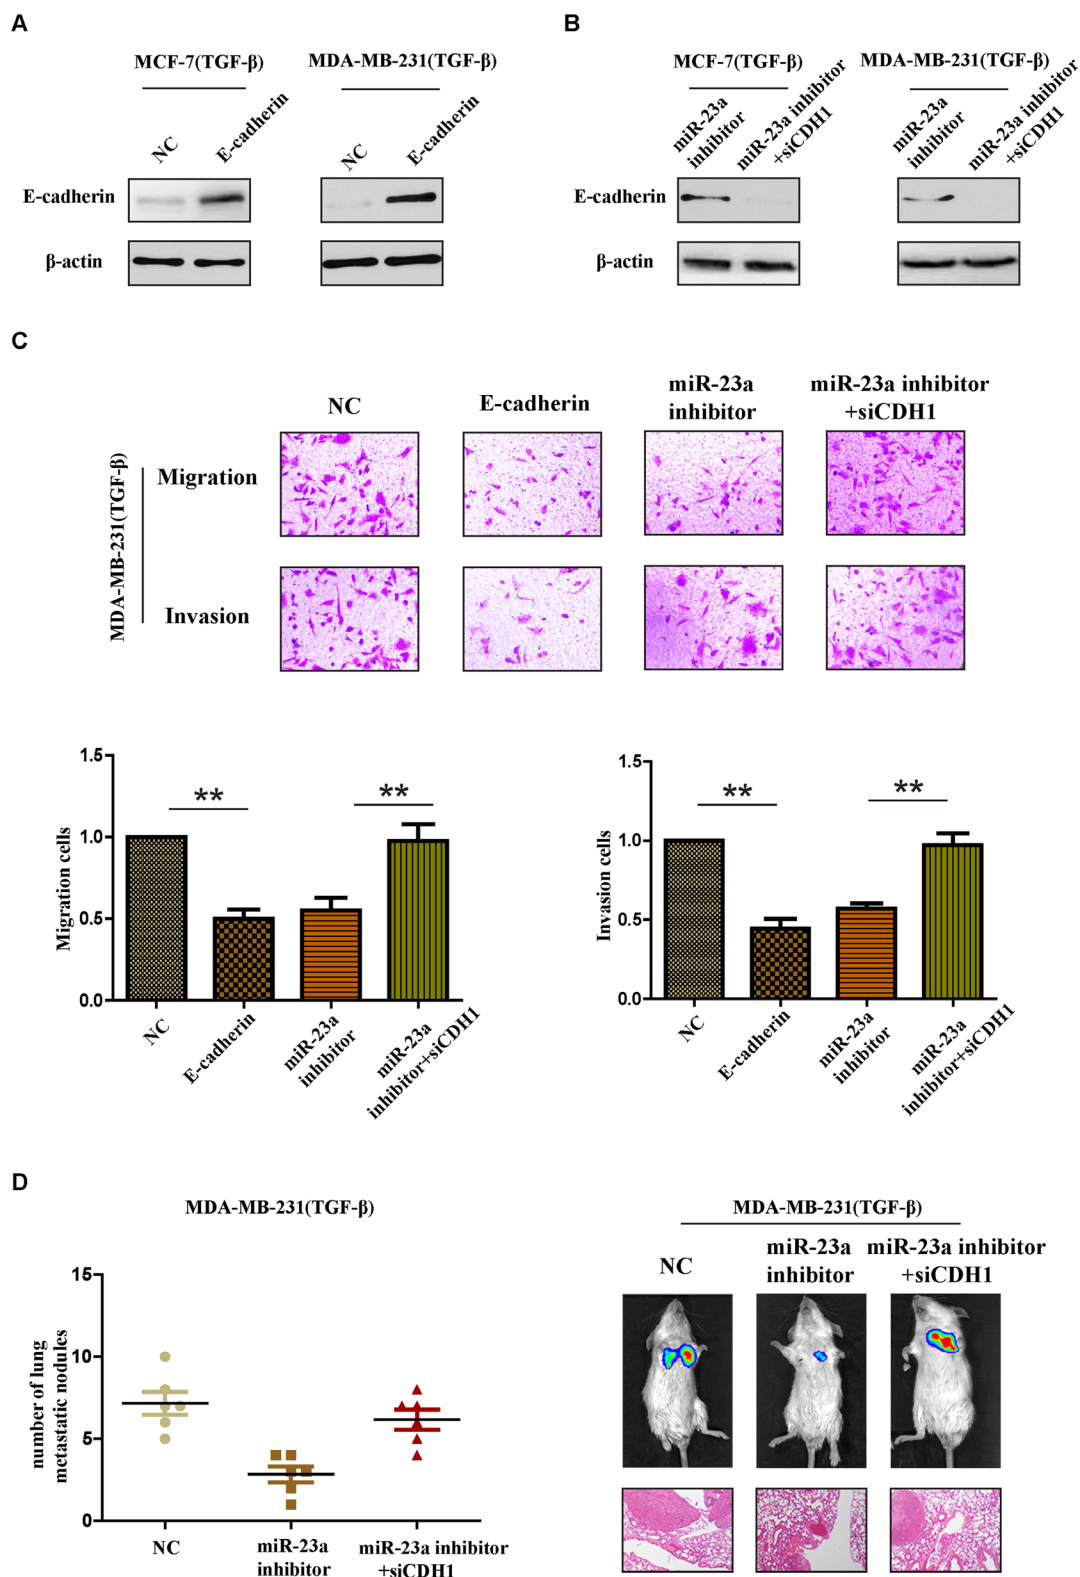 A
MCF-7(TGF-β)
MDA-MB-231(TGF-β)
NC
E-cadherin
NC
E-cadherin
E-cadherin
β-actin
B
MCF-7(TGF-β)
MDA-MB-231(TGF-β)
miR-23a
inhibitor
miR-23a inhibitor
+siCDH1
miR-23a
inhibitor
miR-23a inhibitor
+siCDH1
E-cadherin
β-actin
C
NC
E-cadherin
miR-23a
inhibitor
miR-23a inhibitor
+siCDH1
MDA-MB-231(TGF-β)
Migration
Invasion
Migration cells
1.5
1.0
0.5
0.0
**
**
NC
E-cadherin
miR-23a
inhibitor
miR-23a
inhibitor+siCDH1
Invasion cells
1.5
1.0
0.5
0.0
**
**
NC
E-cadherin
miR-23a
inhibitor
miR-23a
inhibitor+siCDH1
D
MDA-MB-231(TGF-β)
number of lung
metastatic nodules
15
10
5
0
NC
miR-23a
inhibitor
miR-23a inhibitor
+siCDH1
MDA-MB-231(TGF-β)
NC
miR-23a
inhibitor
miR-23a inhibitor
+siCDH1